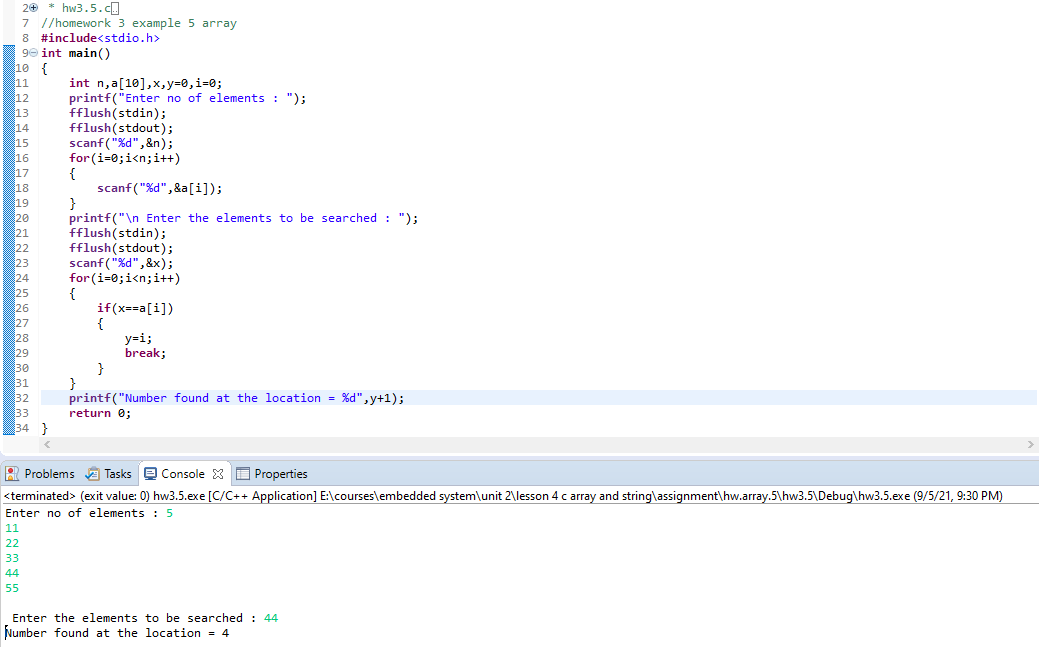 2 * hw3.5.c
7 //homework 3 example 5 array
8 #include<stdio.h>
9 int main()
10 {
11     int n,a[10],x,y=0,i=0;
12     printf("Enter no of elements : ");
13     fflush(stdin);
14     fflush(stdout);
15     scanf("%d",&n);
16     for(i=0;i<n;i++)
17     {
18         scanf("%d",&a[i]);
19     }
20     printf("\n Enter the elements to be searched : ");
21     fflush(stdin);
22     fflush(stdout);
23     scanf("%d",&x);
24     for(i=0;i<n;i++)
25     {
26         if(x==a[i])
27         {
28             y=i;
29             break;
30         }
31     }
32     printf("Number found at the location = %d",y+1);
33     return 0;
34 }
Problems Tasks Console Properties
<terminated> (exit value: 0) hw3.5.exe [C/C++ Application] E:\courses\embedded system\unit 2\lesson 4 c array and string\assignment\hw.array.5\hw3.5\Debug\hw3.5.exe (9/5/21, 9:30 PM)
Enter no of elements : 5
11
22
33
44
55
Enter the elements to be searched : 44
Number found at the location = 4